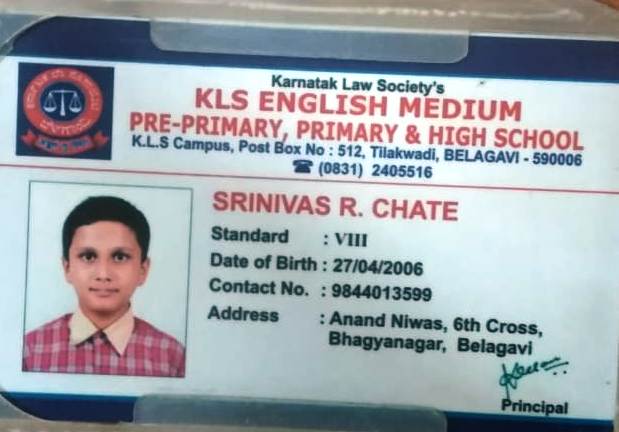 Karnatak Law Society's
KLS ENGLISH MEDIUM
PRE-PRIMARY, PRIMARY & HIGH SCHOOL
K.L.S Campus, Post Box No : 512, Tilakwadi, BELAGAVI - 590006
☎ (0831) 2405516
SRINIVAS R. CHATE
Standard : VIII
Date of Birth : 27/04/2006
Contact No. : 9844013599
Address : Anand Niwas, 6th Cross,
Bhagyanagar, Belagavi
Principal